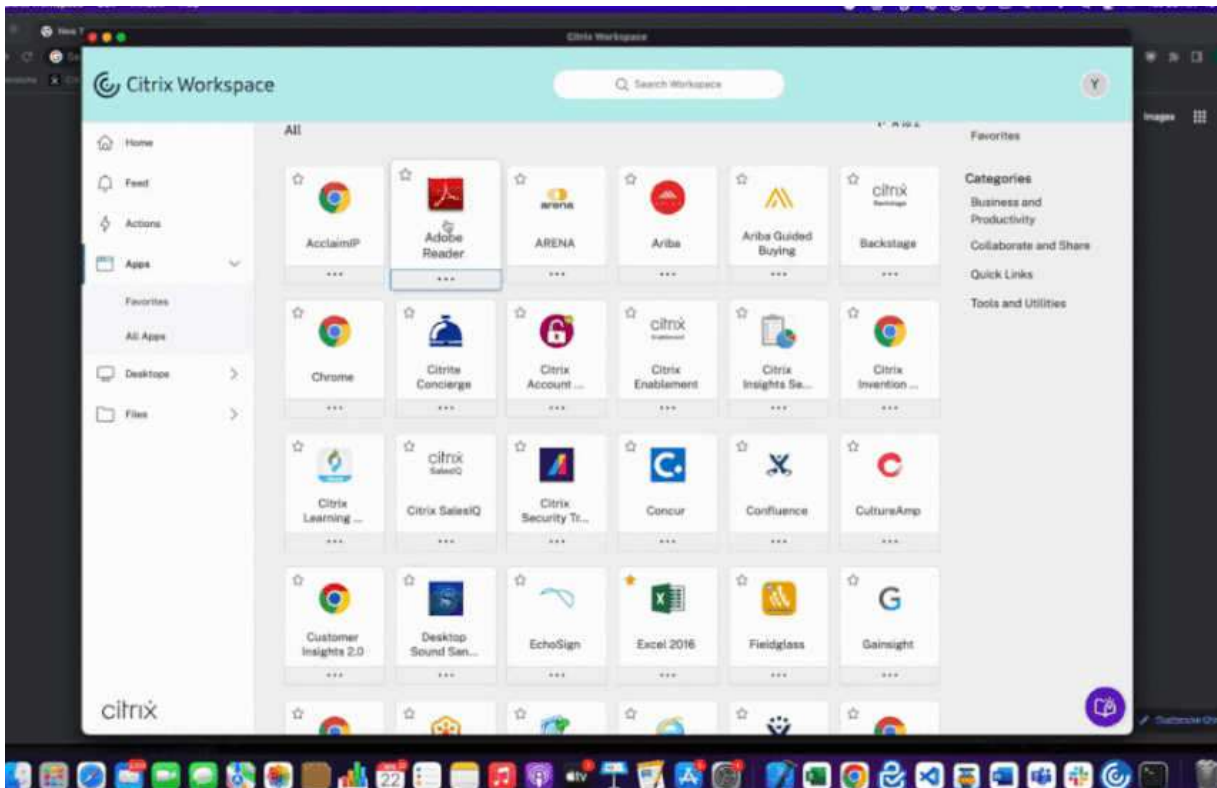 Citrix Workspace
Citrix Workspace
Search Workspace
Y
Images
Home
Feed
Actions
Apps
Favorites
All Apps
Desktops
Files
citrix
All
A to Z
AcclaimIP
Adobe
Reader
arena
ARENA
Ariba
Ariba Guided
Buying
citrix
Backstage
Backstage
Chrome
Citrite
Concierge
Citrix
Account ...
citrix
Citrix
Enablement
Citrix
Insights Se...
Citrix
Invention ...
Citrix
Learning ...
citrix
SalesIQ
Citrix SalesIQ
Citrix
Security Tr...
Concur
Confluence
CultureAmp
Customer
Insights 2.0
Desktop
Sound San...
EchoSign
Excel 2016
Fieldglass
Gainsight
Favorites
Categories
Business and
Productivity
Collaborate and Share
Quick Links
Tools and Utilities
22
tv